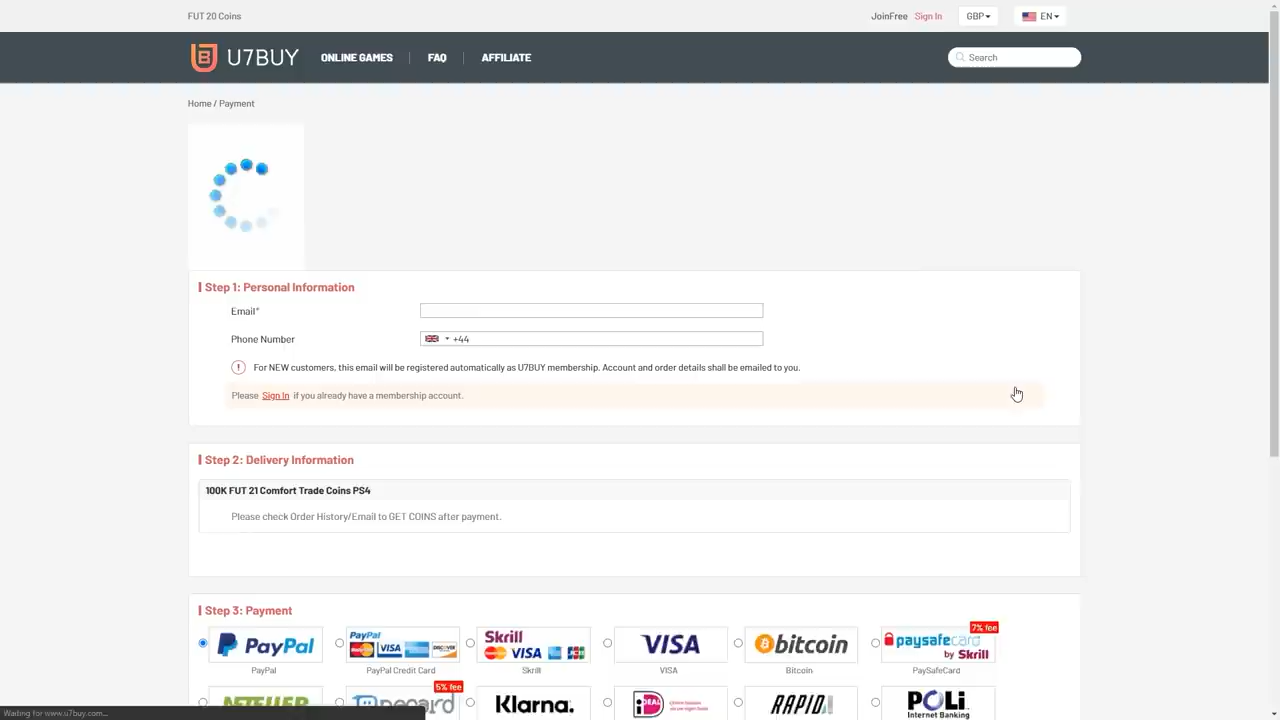 FUT 20 Coins
JoinFree Sign In GBP EN
U7BUY ONLINE GAMES FAQ AFFILIATE Search
Home / Payment
Step 1: Personal Information
Email*
Phone Number +44
! For NEW customers, this email will be registered automatically as U7BUY membership. Account and order details shall be emailed to you.
Please Sign In if you already have a membership account.
Step 2: Delivery Information
100K FUT 21 Comfort Trade Coins PS4
Please check Order History/Email to GET COINS after payment.
Step 3: Payment
7% fee
PayPal PayPal VISA DISCOVER Skrill VISA JCB VISA bitcoin paysafecard by Skrill
PayPal PayPal Credit Card Skrill VISA Bitcoin PaySafeCard
5% fee
NETELLER Klarna. iDEAL RAPID POLi
Internet Banking
Waiting for www.u7buy.com...